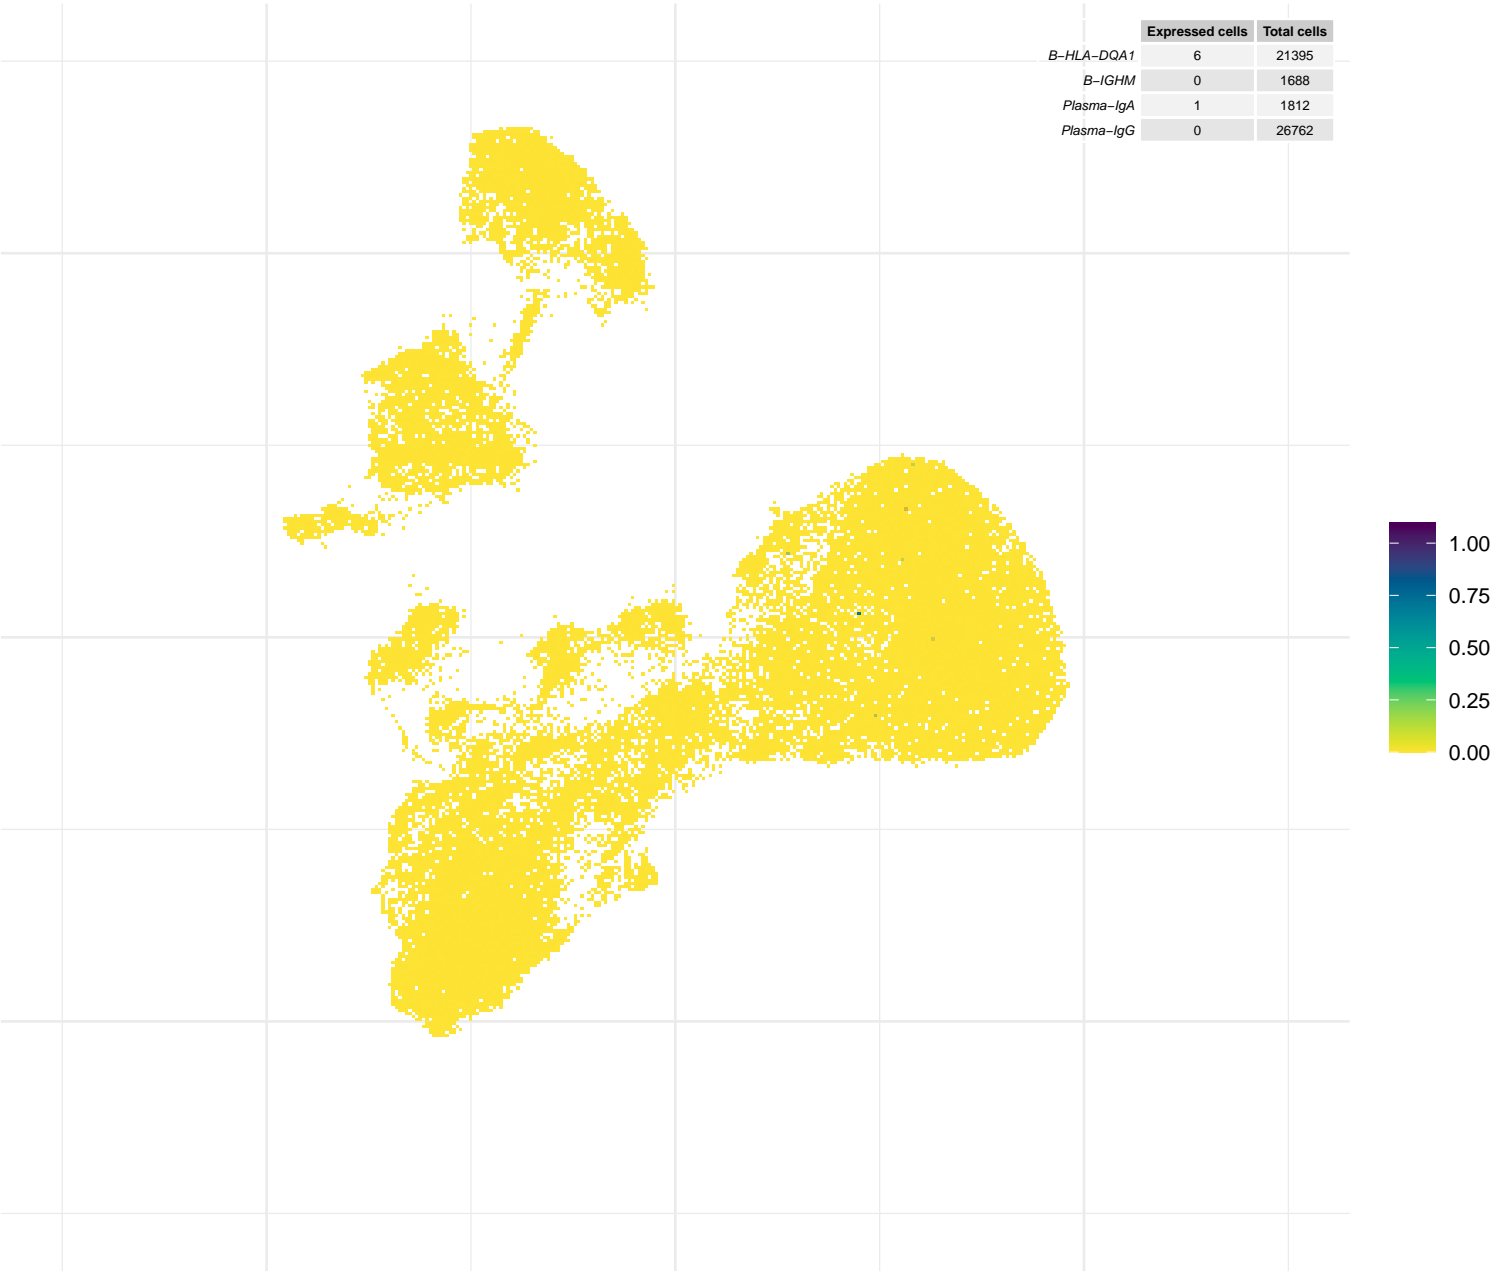 Expressed cells Total cells
B−HLA−DQA1 6 21395
B−IGHM 0 1688
Plasma−IgA 1 1812
Plasma−IgG 0 26762
1.00
0.75
0.50
0.25
0.00